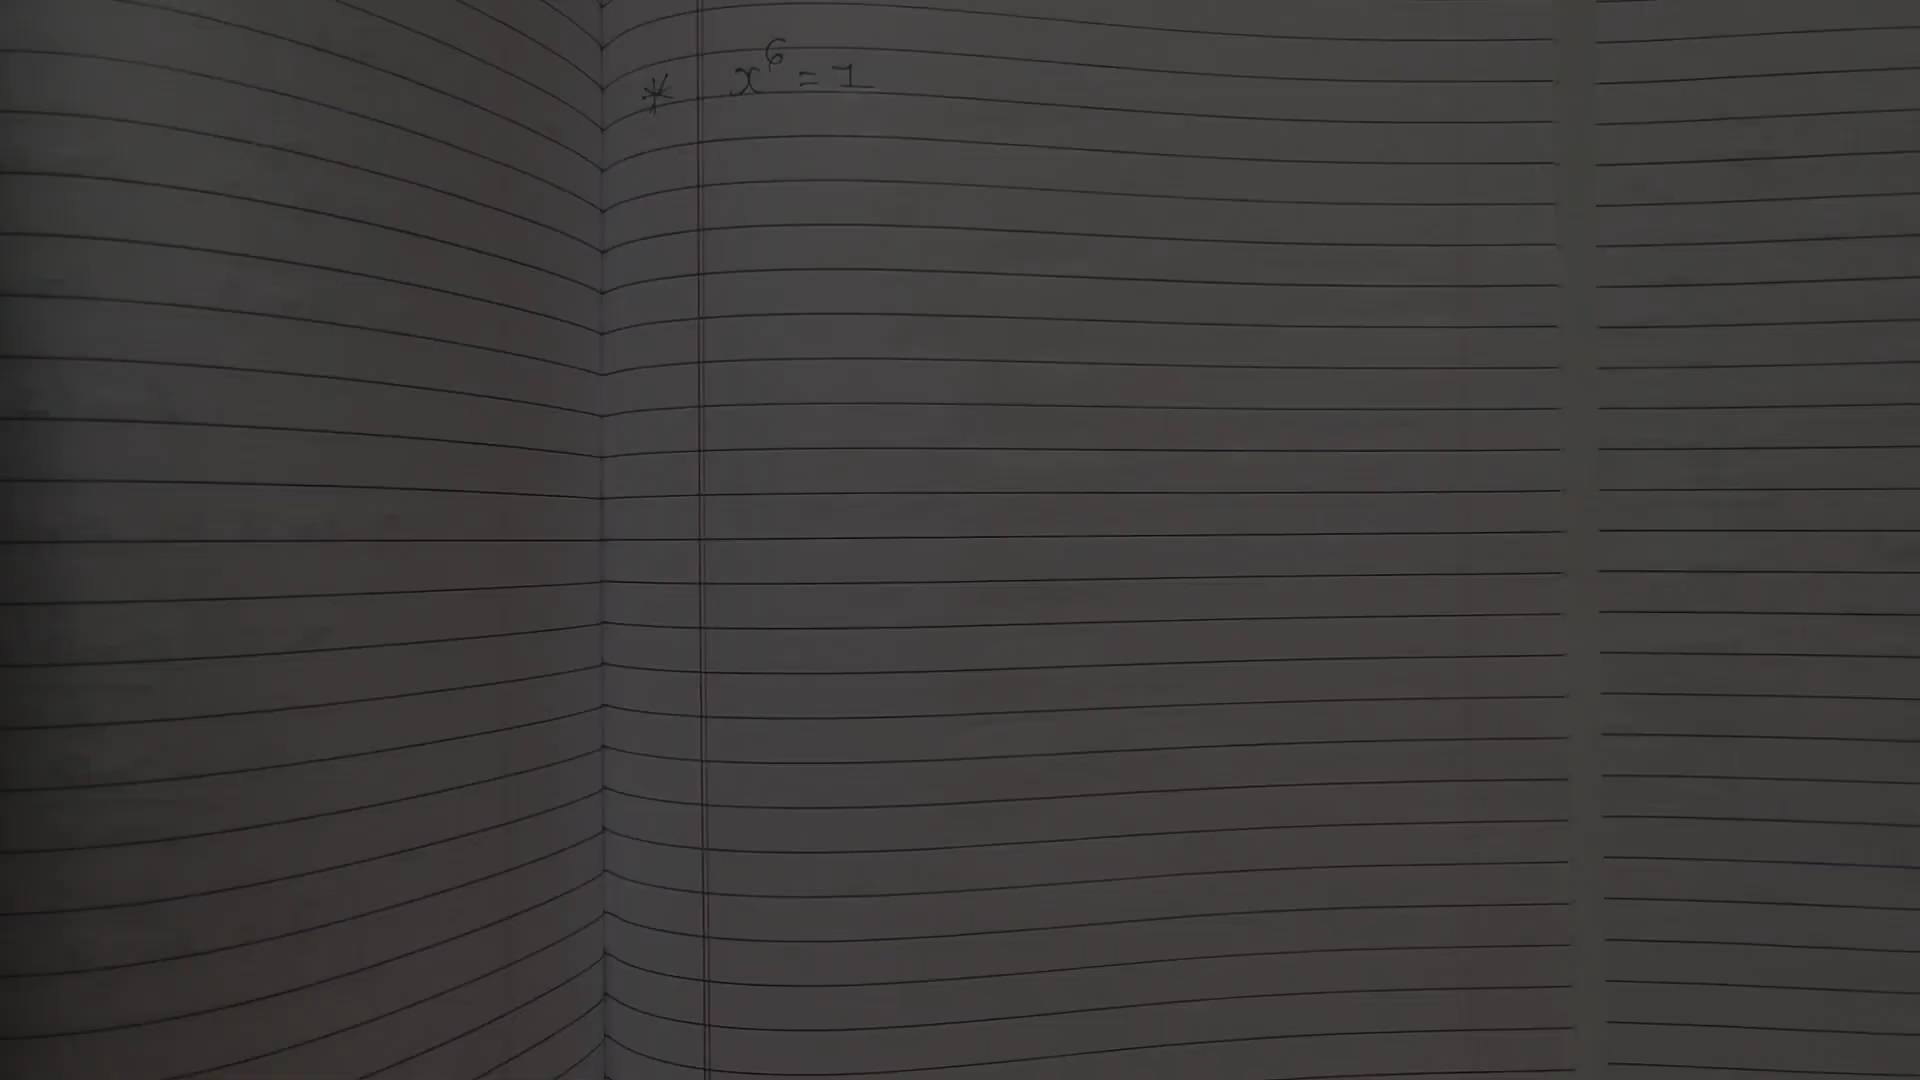 * x⁶ = 1